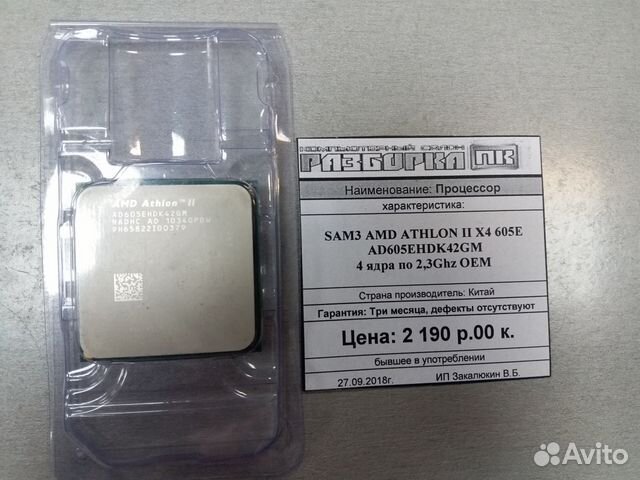 AMD Athlon II
AD605EHDK42GM
NADHC AD 1034GPBW
9H65822I00379
КОМПЬЮТЕРНЫЙ САЛОН
РАЗБОРКА ПК
Наименование: Процессор
характеристика:
SAM3 AMD ATHLON II X4 605E
AD605EHDK42GM
4 ядра по 2,3Ghz OEM
Страна производитель: Китай
Гарантия: Три месяца, дефекты отсутствуют
Цена: 2 190 р.00 к.
бывшее в употреблении
27.09.2018г.
ИП Закалюкин В.Б.
Avito